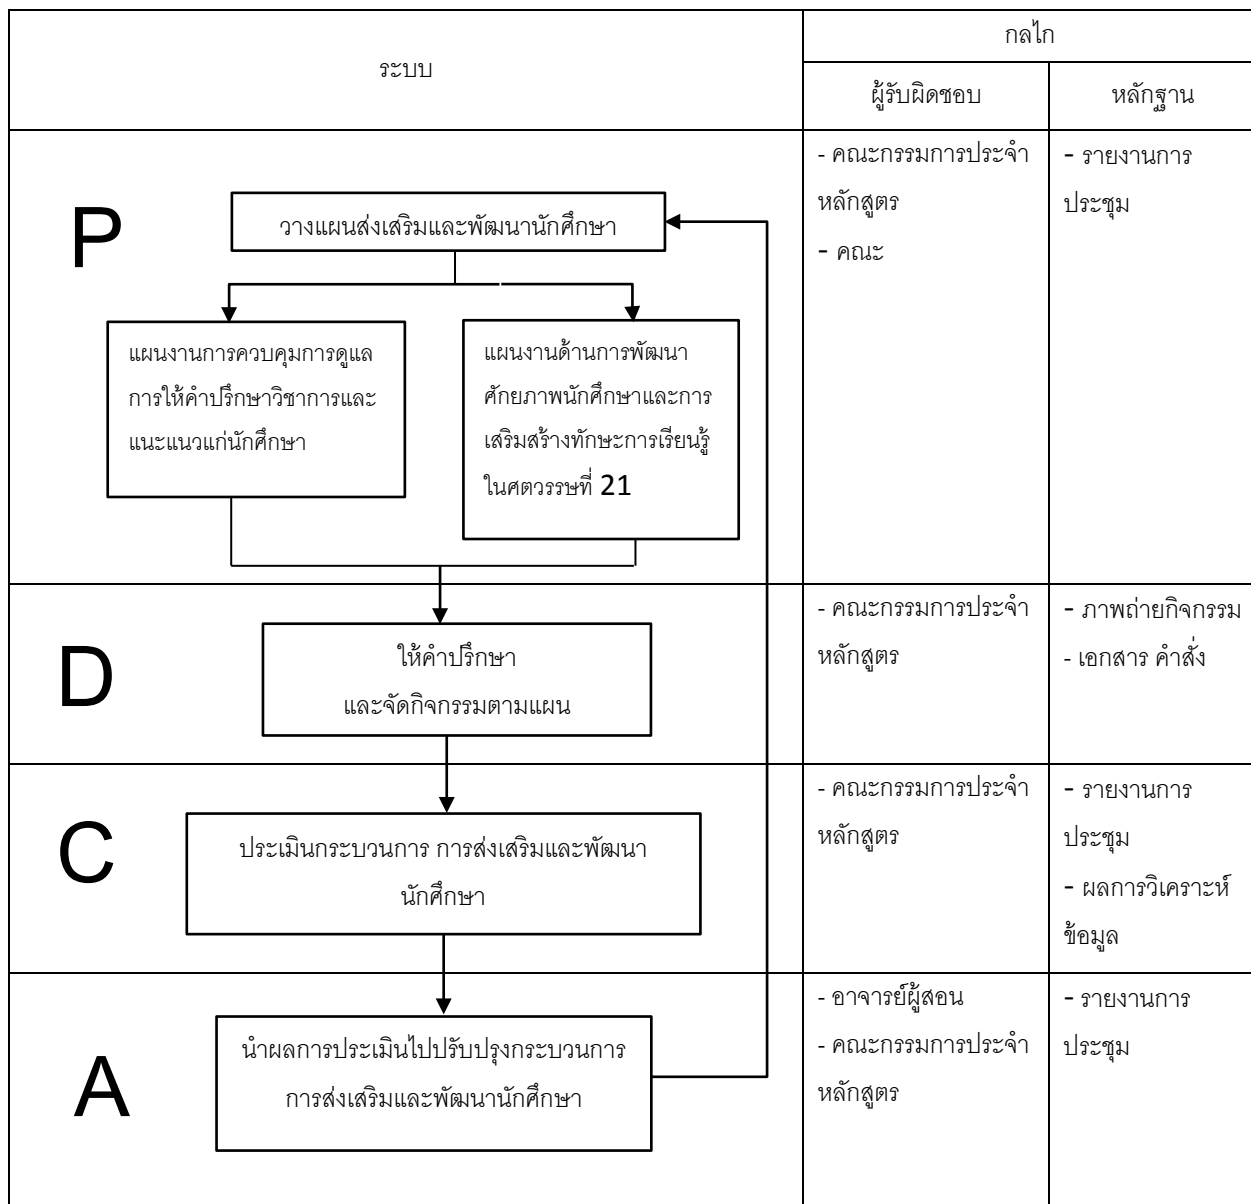 ระบบ
กลไก
ผู้รับผิดชอบ
หลักฐาน
P
วางแผนส่งเสริมและพัฒนานักศึกษา
แผนงานการควบคุมการดูแล
การให้คำปรึกษาวิชาการและ
แนะแนวแก่นักศึกษา
แผนงานด้านการพัฒนา
ศักยภาพนักศึกษาและการ
เสริมสร้างทักษะการเรียนรู้
ในศตวรรษที่ 21
- คณะกรรมการประจำ
หลักสูตร
- คณะ
- รายงานการ
ประชุม
D
ให้คำปรึกษา
และจัดกิจกรรมตามแผน
- คณะกรรมการประจำ
หลักสูตร
- ภาพถ่ายกิจกรรม
- เอกสาร คำสั่ง
C
ประเมินกระบวนการ การส่งเสริมและพัฒนา
นักศึกษา
- คณะกรรมการประจำ
หลักสูตร
- รายงานการ
ประชุม
- ผลการวิเคราะห์
ข้อมูล
A
นำผลการประเมินไปปรับปรุงกระบวนการ
การส่งเสริมและพัฒนานักศึกษา
- อาจารย์ผู้สอน
- คณะกรรมการประจำ
หลักสูตร
- รายงานการ
ประชุม